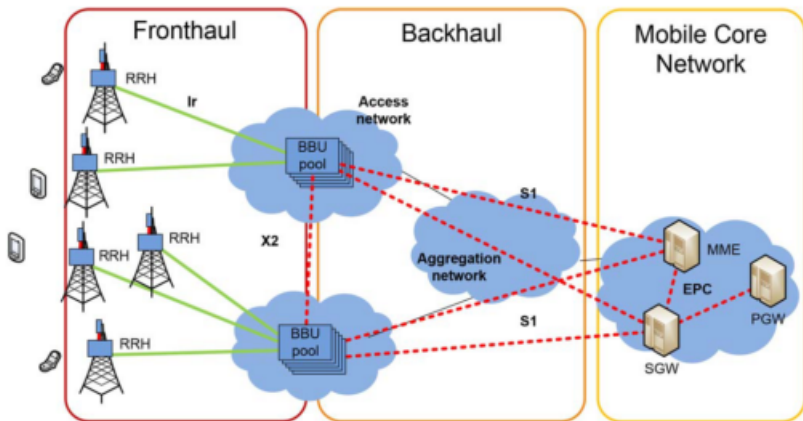 Fronthaul
Backhaul
Mobile Core
Network
RRH
Ir
Access
network
BBU
pool
RRH
S1
X2
RRH
RRH
Aggregation
network
MME
EPC
PGW
BBU
pool
S1
RRH
SGW